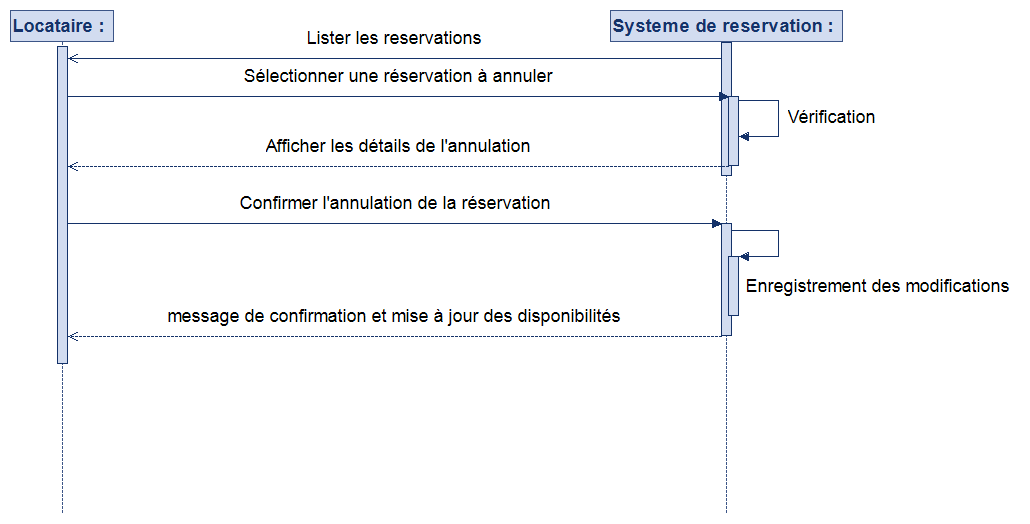 Locataire :
Systeme de reservation :
Lister les reservations
Sélectionner une réservation à annuler
Vérification
Afficher les détails de l'annulation
Confirmer l'annulation de la réservation
Enregistrement des modifications
message de confirmation et mise à jour des disponibilités